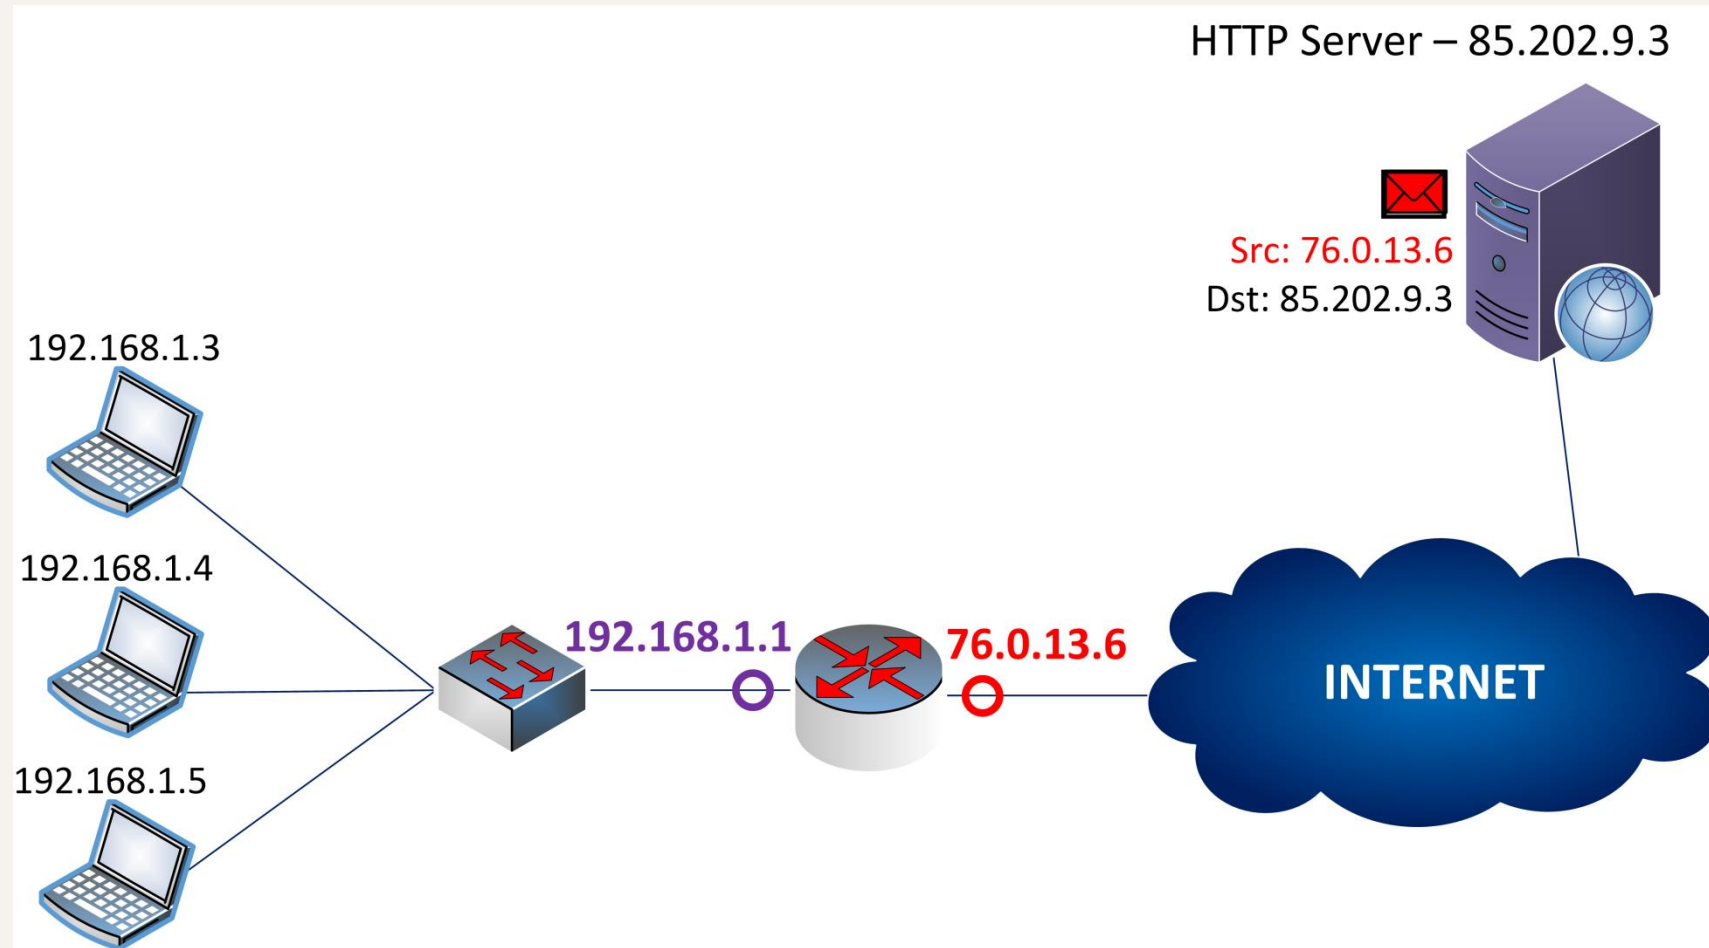 HTTP Server – 85.202.9.3
Src: 76.0.13.6
Dst: 85.202.9.3
192.168.1.3
192.168.1.4
192.168.1.1
76.0.13.6
INTERNET
192.168.1.5